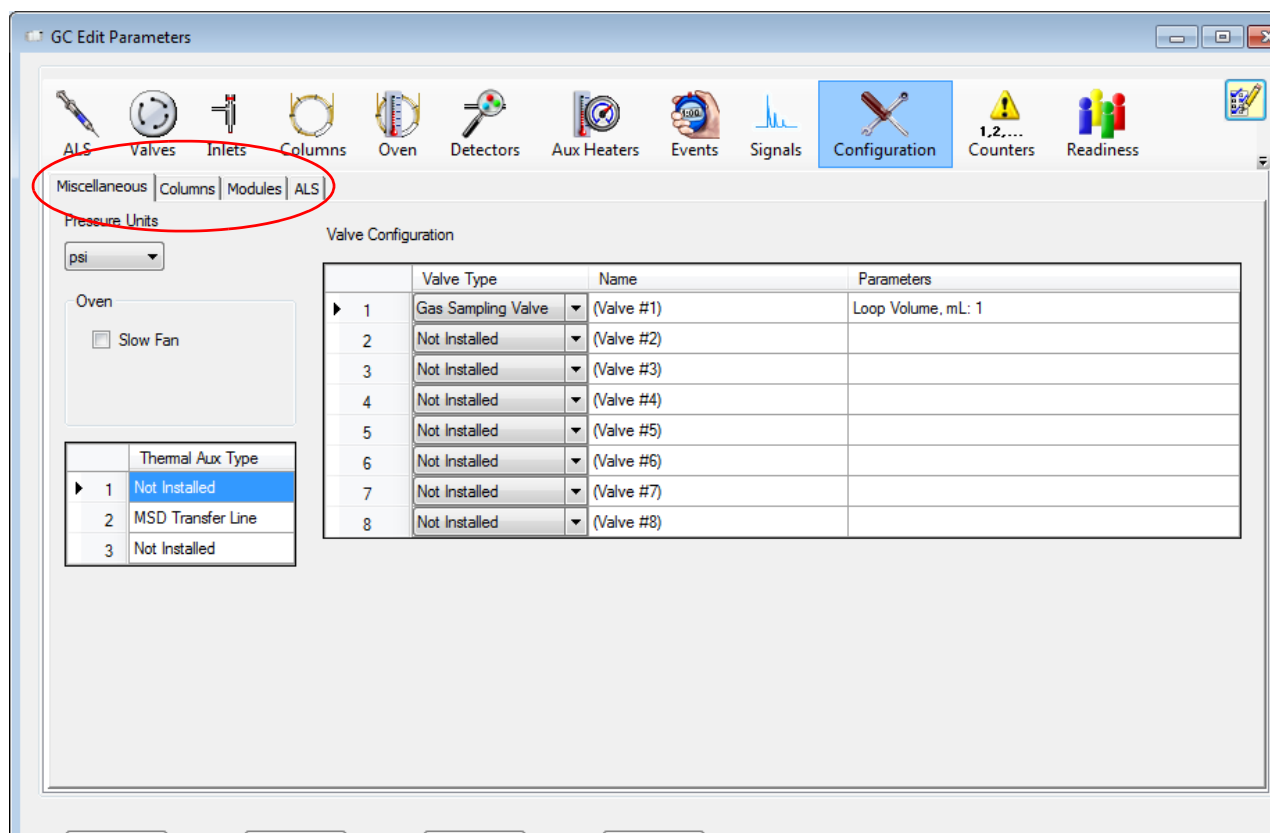 GC Edit Parameters
1:00
1,2,...
ALS Valves Inlets Columns Oven Detectors Aux Heaters Events Signals Configuration Counters Readiness
Miscellaneous Columns Modules ALS
Pressure Units
psi
Oven
Slow Fan
Thermal Aux Type
1 Not Installed
2 MSD Transfer Line
3 Not Installed
Valve Configuration
Valve Type Name Parameters
1 Gas Sampling Valve (Valve #1) Loop Volume, mL: 1
2 Not Installed (Valve #2)
3 Not Installed (Valve #3)
4 Not Installed (Valve #4)
5 Not Installed (Valve #5)
6 Not Installed (Valve #6)
7 Not Installed (Valve #7)
8 Not Installed (Valve #8)